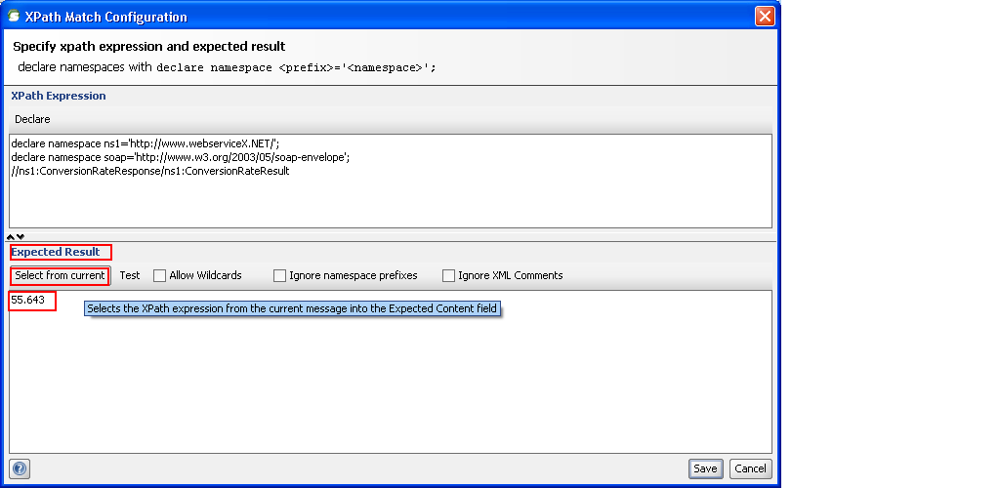 XPath Match Configuration
Specify xpath expression and expected result
declare namespaces with declare namespace <prefix>='<namespace>';
XPath Expression
Declare
declare namespace ns1='http://www.webserviceX.NET/';
declare namespace soap='http://www.w3.org/2003/05/soap-envelope';
//ns1:ConversionRateResponse/ns1:ConversionRateResult
Expected Result
Select from current Test Allow Wildcards Ignore namespace prefixes Ignore XML Comments
55.643
Selects the XPath expression from the current message into the Expected Content field
? Save Cancel